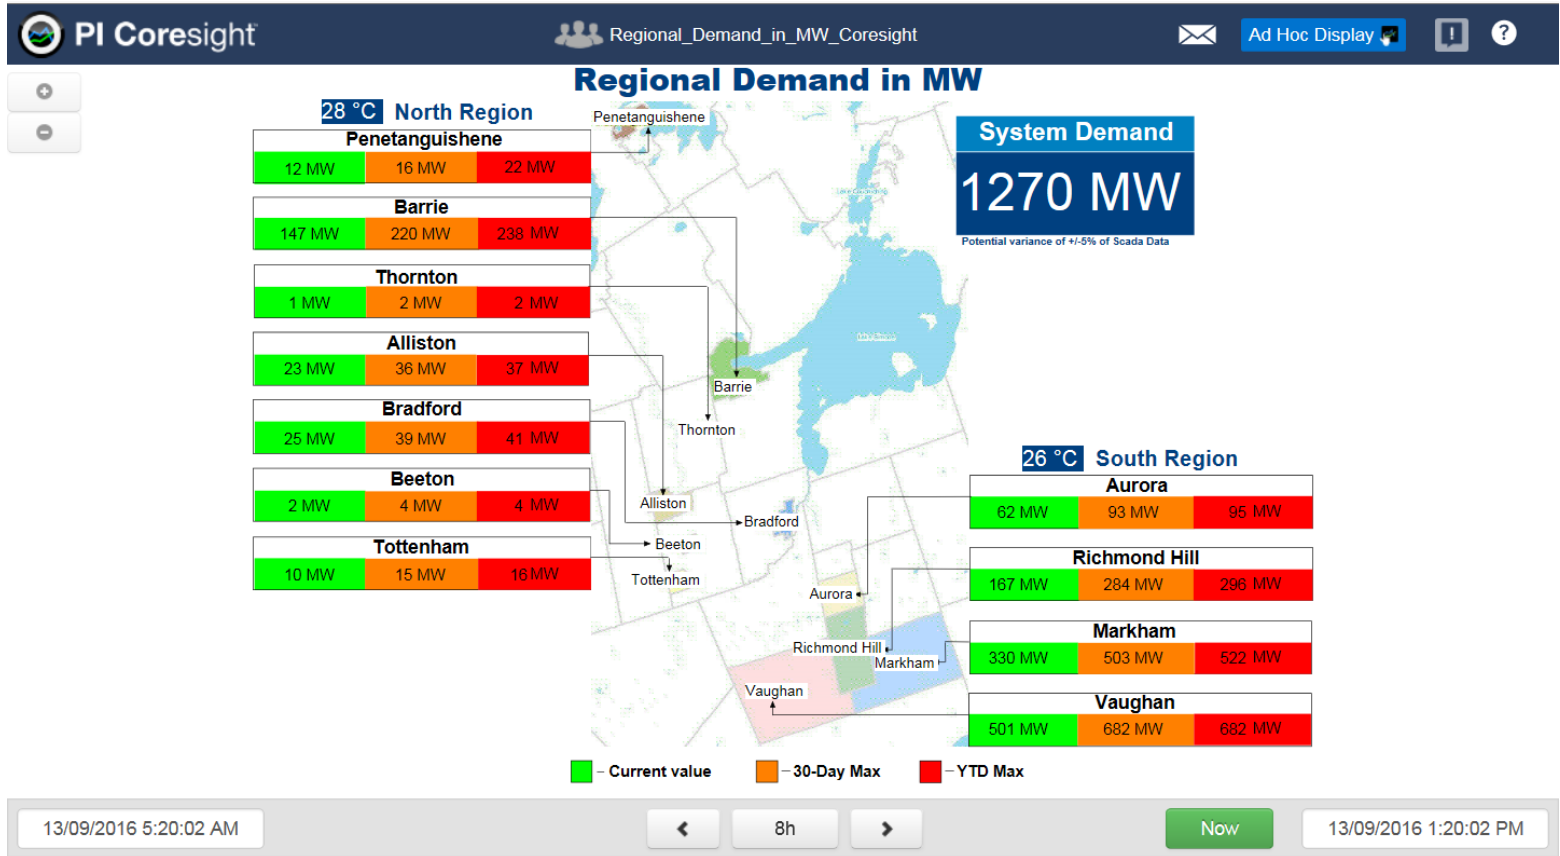 PI Coresight™
Regional_Demand_in_MW_Coresight
Ad Hoc Display
!
?
Regional Demand in MW
28 °C North Region
Penetanguishene
12 MW 16 MW 22 MW
Barrie
147 MW 220 MW 238 MW
Thornton
1 MW 2 MW 2 MW
Alliston
23 MW 36 MW 37 MW
Bradford
25 MW 39 MW 41 MW
Beeton
2 MW 4 MW 4 MW
Tottenham
10 MW 15 MW 16 MW
Penetanguishene
Barrie
Thornton
Alliston
Bradford
Beeton
Tottenham
Aurora
Richmond Hill
Markham
Vaughan
System Demand
1270 MW
Potential variance of +/-5% of Scada Data
26 °C South Region
Aurora
62 MW 93 MW 95 MW
Richmond Hill
167 MW 284 MW 296 MW
Markham
330 MW 503 MW 522 MW
Vaughan
501 MW 682 MW 682 MW
– Current value – 30-Day Max – YTD Max
13/09/2016 5:20:02 AM 8h Now 13/09/2016 1:20:02 PM